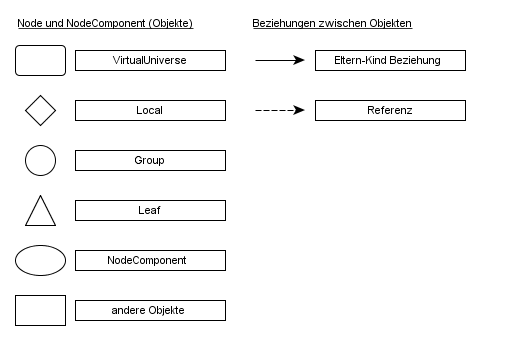 Node und NodeComponent (Objekte)
VirtualUniverse
Local
Group
Leaf
NodeComponent
andere Objekte
Beziehungen zwischen Objekten
Eltern-Kind Beziehung
Referenz